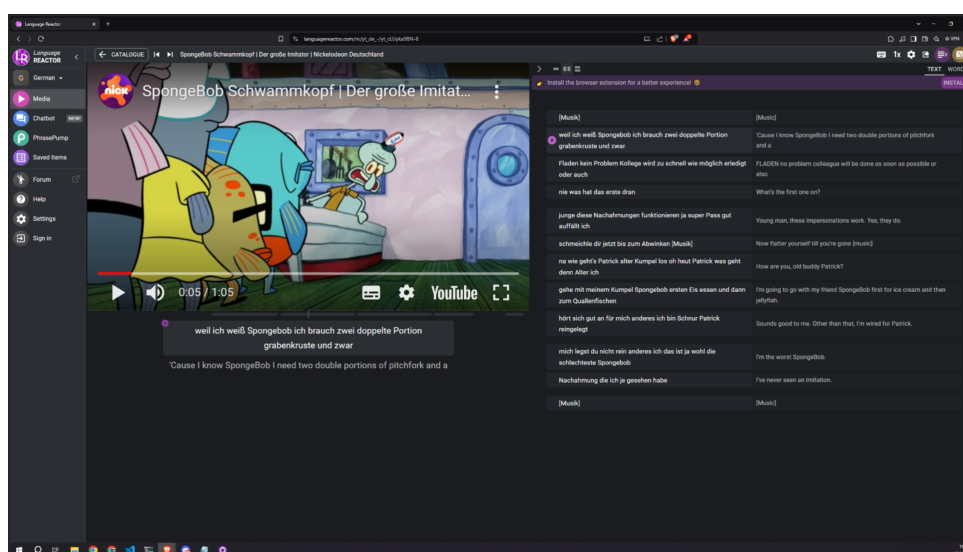 Language Reactor
languagereactor.com/m/yt_de_-/yt_cUJykx9BN-8
VPN
LR
Language
REACTOR
CATALOGUE
SpongeBob Schwammkopf | Der große Imitator | Nickelodeon Deutschland
1x
G
German
Media
Chatbot
NEW
PhrasePump
Saved Items
Forum
Help
Settings
Sign in
nick
SpongeBob Schwammkopf | Der große Imitat...
0:05 / 1:05
YouTube
weil ich weiß Spongebob ich brauch zwei doppelte Portion
grabenkruste und zwar
'Cause I know SpongeBob I need two double portions of pitchfork and a
TEXT
WORD
Install the browser extension for a better experience!
INSTAL
[Musik]
[Music]
weil ich weiß Spongebob ich brauch zwei doppelte Portion
grabenkruste und zwar
'Cause I know SpongeBob I need two double portions of pitchfork
and a
Fladen kein Problem Kollege wird zu schnell wie möglich erledigt
oder auch
FLADEN no problem colleague will be done as soon as possible or
also
nie was hat das erste dran
What's the first one on?
junge diese Nachahmungen funktionieren ja super Pass gut
auffällt ich
Young man, these impersonations work. Yes, they do.
schmeichle dir jetzt bis zum Abwinken [Musik]
Now flatter yourself till you're gone [music]
na wie geht's Patrick alter Kumpel los oh heut Patrick was geht
denn Alter ich
How are you, old buddy Patrick?
gehe mit meinem Kumpel Spongebob ersten Eis essen und dann
zum Quallenfischen
I'm going to go with my friend SpongeBob first for ice cream and then
jellyfish.
hört sich gut an für mich anderes ich bin Schnur Patrick
reingelegt
Sounds good to me. Other than that, I'm wired for Patrick.
mich legst du nicht rein anderes ich das ist ja wohl die
schlechteste Spongebob
I'm the worst SpongeBob.
Nachahmung die ich je gesehen habe
I've never seen an imitation.
[Musik]
[Music]